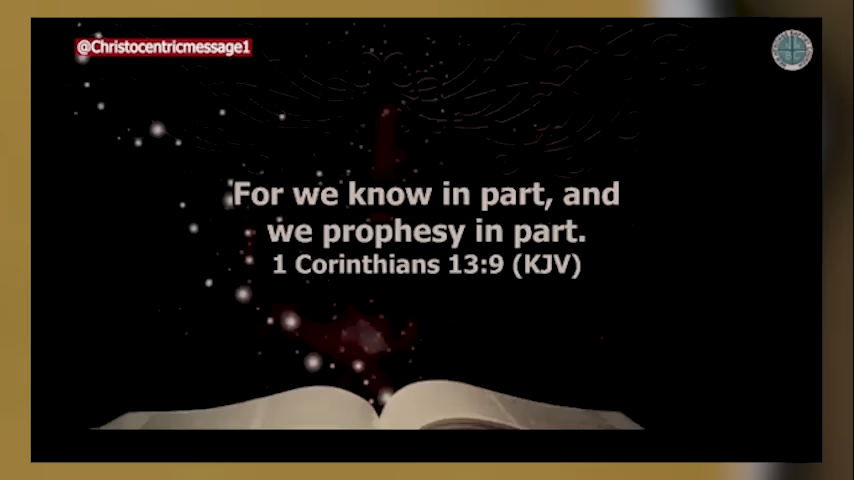 @Christocentricmessage1
For we know in part, and
we prophesy in part.
1 Corinthians 13:9 (KJV)